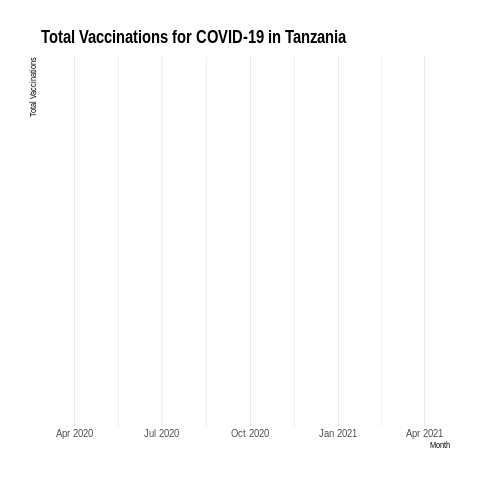 Total Vaccinations for COVID-19 in Tanzania
Total Vaccinations
Apr 2020 Jul 2020 Oct 2020 Jan 2021 Apr 2021
Month